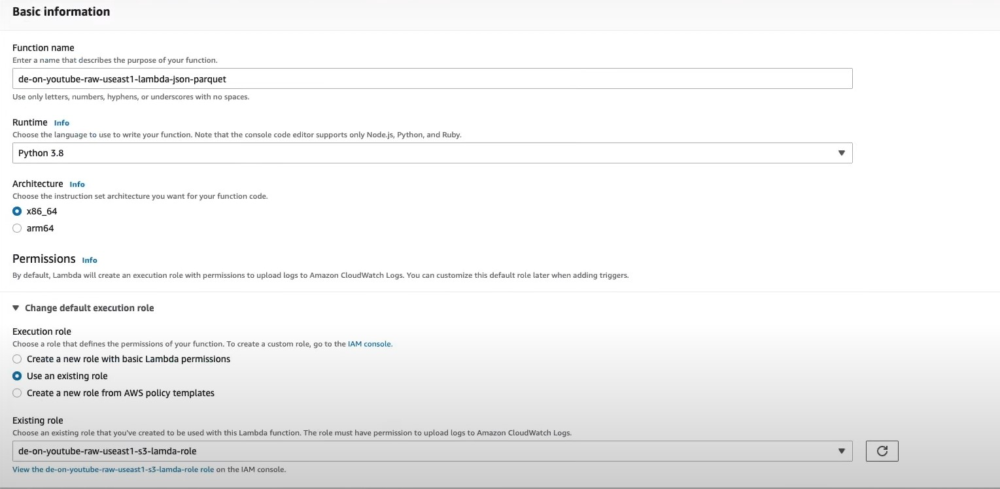 Basic information
Function name
Enter a name that describes the purpose of your function.
de-on-youtube-raw-useast1-lambda-json-parquet
Use only letters, numbers, hyphens, or underscores with no spaces.
Runtime Info
Choose the language to use to write your function. Note that the console code editor supports only Node.js, Python, and Ruby.
Python 3.8
Architecture Info
Choose the instruction set architecture you want for your function code.
x86_64
arm64
Permissions Info
By default, Lambda will create an execution role with permissions to upload logs to Amazon CloudWatch Logs. You can customize this default role later when adding triggers.
Change default execution role
Execution role
Choose a role that defines the permissions of your function. To create a custom role, go to the IAM console.
Create a new role with basic Lambda permissions
Use an existing role
Create a new role from AWS policy templates
Existing role
Choose an existing role that you've created to be used with this Lambda function. The role must have permission to upload logs to Amazon CloudWatch Logs.
de-on-youtube-raw-useast1-s3-lamda-role
View the de-on-youtube-raw-useast1-s3-lamda-role role on the IAM console.